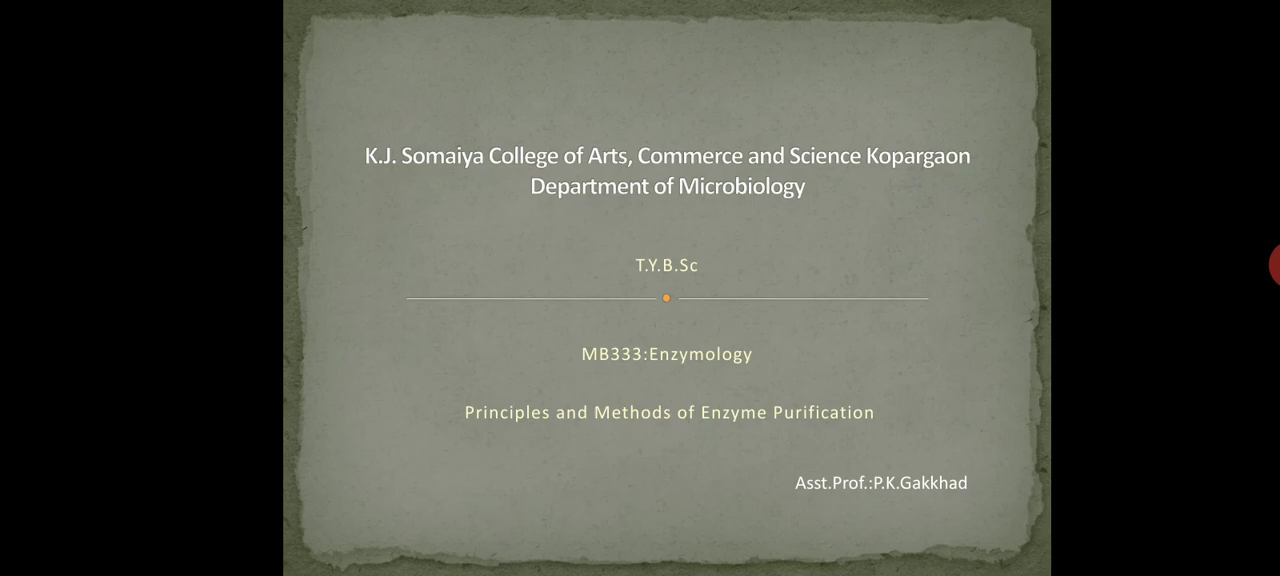 K.J. Somaiya College of Arts, Commerce and Science Kopargaon
Department of Microbiology
T.Y.B.Sc
MB333:Enzymology
Principles and Methods of Enzyme Purification
Asst.Prof.:P.K.Gakkhad